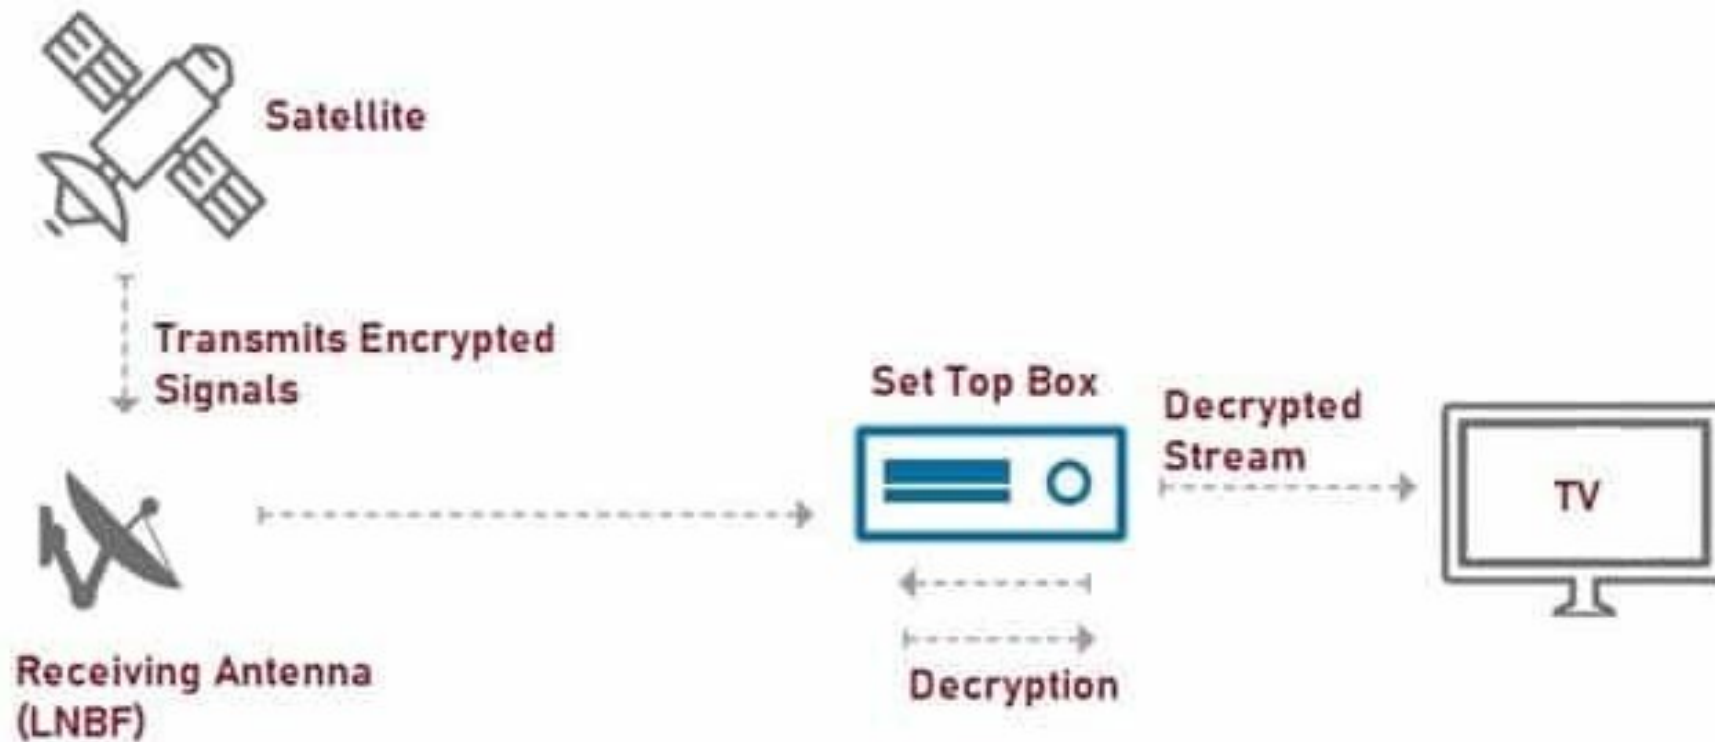 Satellite
Transmits Encrypted
Signals
Set Top Box
Decrypted
Stream
TV
Decryption
Receiving Antenna
(LNBF)